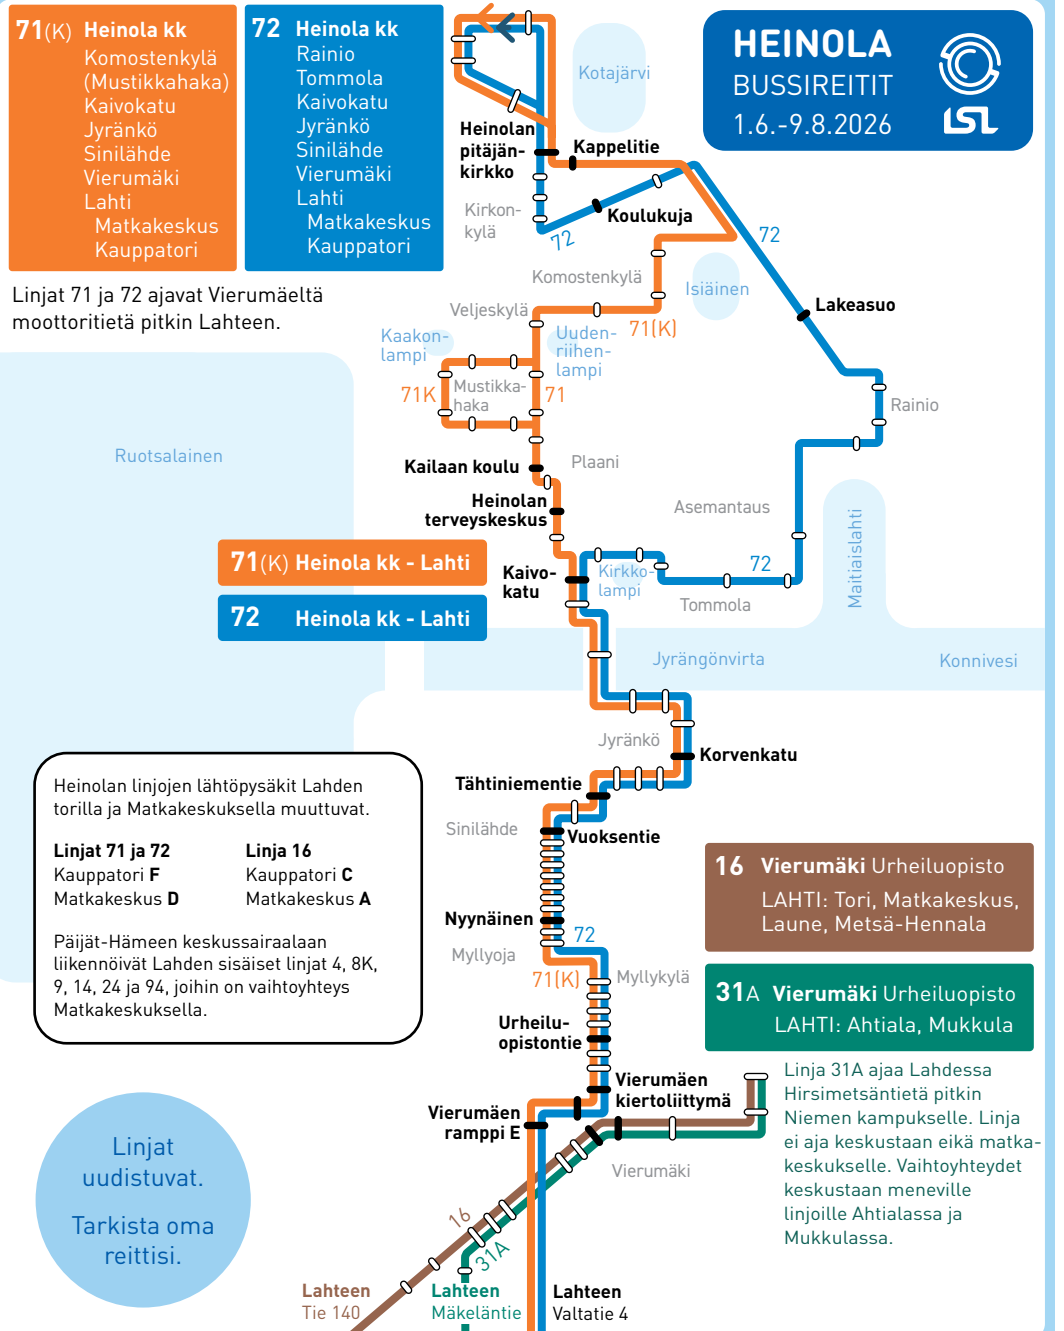 71(K) Heinola kk
Komostenkylä
(Mustikkahaka)
Kaivokatu
Jyränkö
Sinilähde
Vierumäki
Lahti
Matkakeskus
Kauppatori
72 Heinola kk
Rainio
Tommola
Kaivokatu
Jyränkö
Sinilähde
Vierumäki
Lahti
Matkakeskus
Kauppatori
HEINOLA
BUSSIREITIT
1.6.-9.8.2026
LSL
Linjat 71 ja 72 ajavat Vierumäeltä
moottoritietä pitkin Lahteen.
Kotajärvi
Heinolan
pitäjän-
kirkko
Kappelitie
Kirkon-
kylä
Koulukuja
72
72
Komostenkylä
Isiäinen
Lakeasuo
Veljeskylä
71(K)
Kaakon-
lampi
Uuden-
riihen-
lampi
71K
Mustikka-
haka
71
Rainio
Ruotsalainen
Kailaan koulu
Plaani
Heinolan
terveyskeskus
Asemantaus
Maitiaislahti
71(K) Heinola kk - Lahti
72 Heinola kk - Lahti
Kaivo-
katu
Kirkko-
lampi
72
Tommola
Jyrängönvirta
Konnivesi
Jyränkö
Korvenkatu
Tähtiniementie
Sinilähde
Vuoksentie
Heinolan linjojen lähtöpysäkit Lahden
torilla ja Matkakeskuksella muuttuvat.
Linjat 71 ja 72
Kauppatori F
Matkakeskus D
Linja 16
Kauppatori C
Matkakeskus A
Päijät-Hämeen keskussairaalaan
liikennöivät Lahden sisäiset linjat 4, 8K,
9, 14, 24 ja 94, joihin on vaihtoyhteys
Matkakeskuksella.
Nyynäinen
Myllyoja
72
71(K)
Myllykylä
Urheilu-
opistontie
Vierumäen
kiertoliittymä
Vierumäen
ramppi E
Vierumäki
16 Vierumäki Urheiluopisto
LAHTI: Tori, Matkakeskus,
Laune, Metsä-Hennala
31A Vierumäki Urheiluopisto
LAHTI: Ahtiala, Mukkula
Linja 31A ajaa Lahdessa
Hirsimetsäntietä pitkin
Niemen kampukselle. Linja
ei aja keskustaan eikä matka-
keskukselle. Vaihtoyhteydet
keskustaan meneville
linjoille Ahtialassa ja
Mukkulassa.
Linjat
uudistuvat.
Tarkista oma
reittisi.
16
31A
Lahteen
Tie 140
Lahteen
Mäkeläntie
Lahteen
Valtatie 4